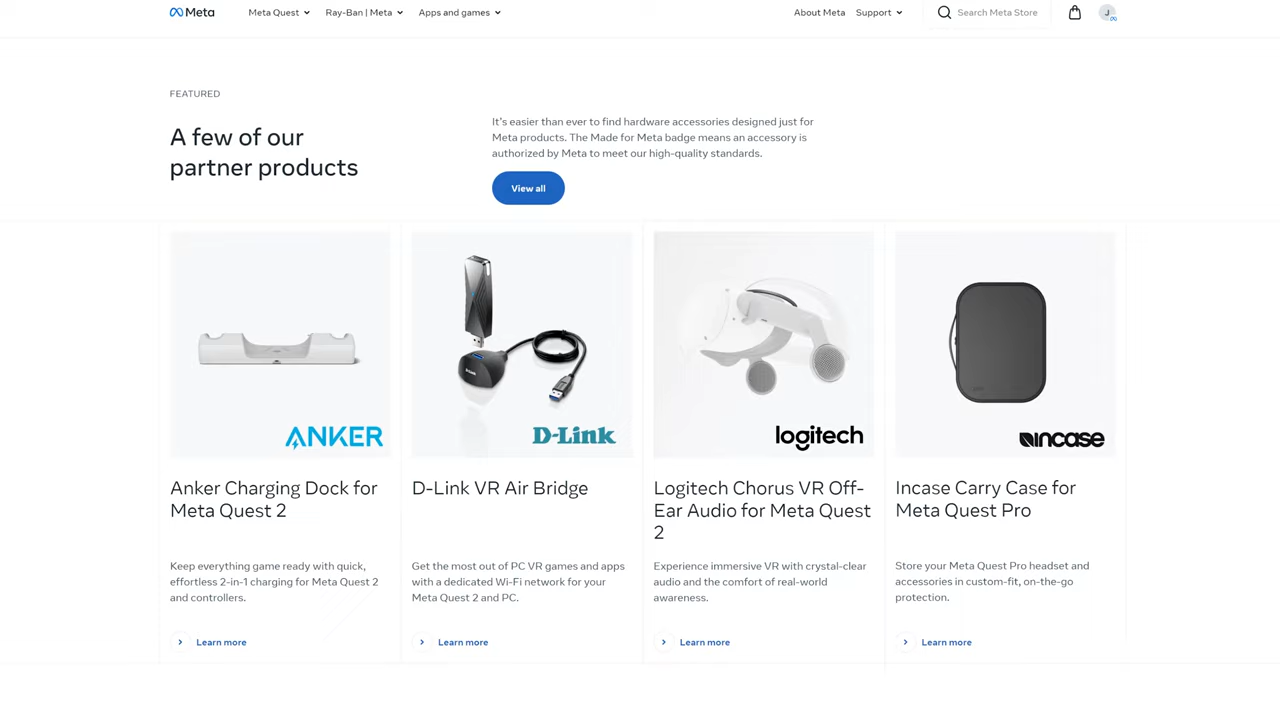 Meta
Meta Quest
Ray-Ban | Meta
Apps and games
About Meta
Support
Search Meta Store
J
FEATURED
A few of our
partner products
It's easier than ever to find hardware accessories designed just for
Meta products. The Made for Meta badge means an accessory is
authorized by Meta to meet our high-quality standards.
View all
ANKER
D-Link
D-Link
logitech
incase
Anker Charging Dock for
Meta Quest 2
Keep everything game ready with quick,
effortless 2-in-1 charging for Meta Quest 2
and controllers.
Learn more
D-Link VR Air Bridge
Get the most out of PC VR games and apps
with a dedicated Wi-Fi network for your
Meta Quest 2 and PC.
Learn more
Logitech Chorus VR Off-
Ear Audio for Meta Quest
2
Experience immersive VR with crystal-clear
audio and the comfort of real-world
awareness.
Learn more
Incase Carry Case for
Meta Quest Pro
Store your Meta Quest Pro headset and
accessories in custom-fit, on-the-go
protection.
Learn more